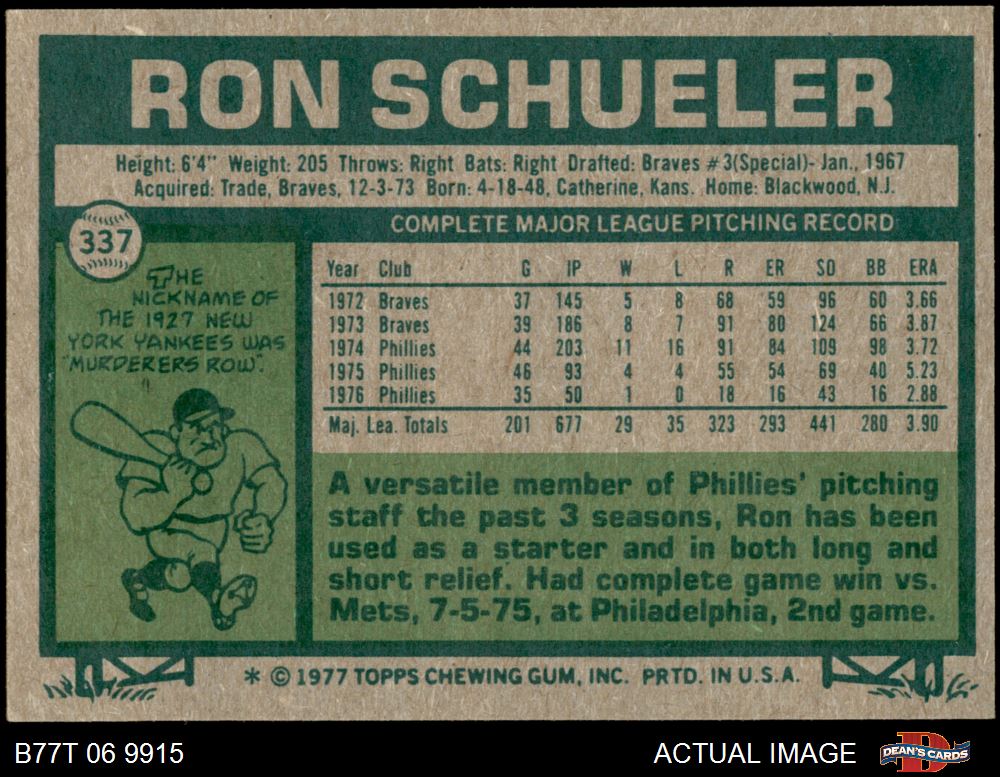 RON SCHUELER
Height: 6'4" Weight: 205 Throws: Right Bats: Right Drafted: Braves #3(Special)- Jan., 1967
Acquired: Trade, Braves, 12-3-73 Born: 4-18-48, Catherine, Kans. Home: Blackwood, N.J.
337
THE
NICKNAME OF
THE 1927 NEW
YORK YANKEES WAS
"MURDERERS ROW".
COMPLETE MAJOR LEAGUE PITCHING RECORD
Year Club G IP W L R ER SO BB ERA
1972 Braves 37 145 5 8 68 59 96 60 3.66
1973 Braves 39 186 8 7 91 80 124 66 3.87
1974 Phillies 44 203 11 16 91 84 109 98 3.72
1975 Phillies 46 93 4 4 55 54 69 40 5.23
1976 Phillies 35 50 1 0 18 16 43 16 2.88
Maj. Lea. Totals 201 677 29 35 323 293 441 280 3.90
A versatile member of Phillies' pitching
staff the past 3 seasons, Ron has been
used as a starter and in both long and
short relief. Had complete game win vs.
Mets, 7-5-75, at Philadelphia, 2nd game.
* © 1977 TOPPS CHEWING GUM, INC. PRTD. IN U.S.A.
B77T 06 9915
ACTUAL IMAGE
DEAN'S CARDS